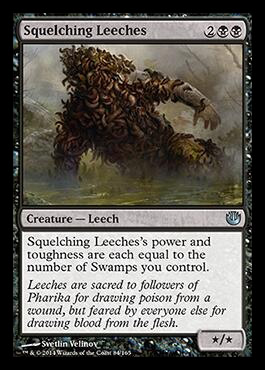 Squelching Leeches 2
Creature — Leech
Squelching Leeches's power and
toughness are each equal to the
number of Swamps you control.
Leeches are sacred to followers of
Pharika for drawing poison from a
wound, but feared by everyone else for
drawing blood from the flesh.
Svetlin Velinov
™ & © 2014 Wizards of the Coast 84/165
*/*